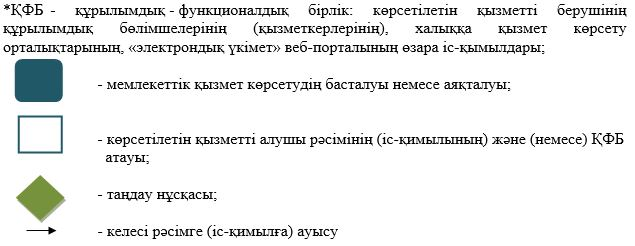 *ҚФБ - құрылымдық - функционалдық бірлік: көрсетілетін қызметті берушінің
құрылымдық бөлімшелерінің (қызметкерлерінің), халыққа қызмет көрсету
орталықтарының, «электрондық үкімет» веб-порталының өзара іс-қымылдары;
- мемлекеттік қызмет көрсетудің басталуы немесе аяқталуы;
- көрсетілетін қызметті алушы рәсімінің (іс-қимылының) және (немесе) ҚФБ
атауы;
- таңдау нұсқасы;
- келесі рәсімге (іс-қимылға) ауысу